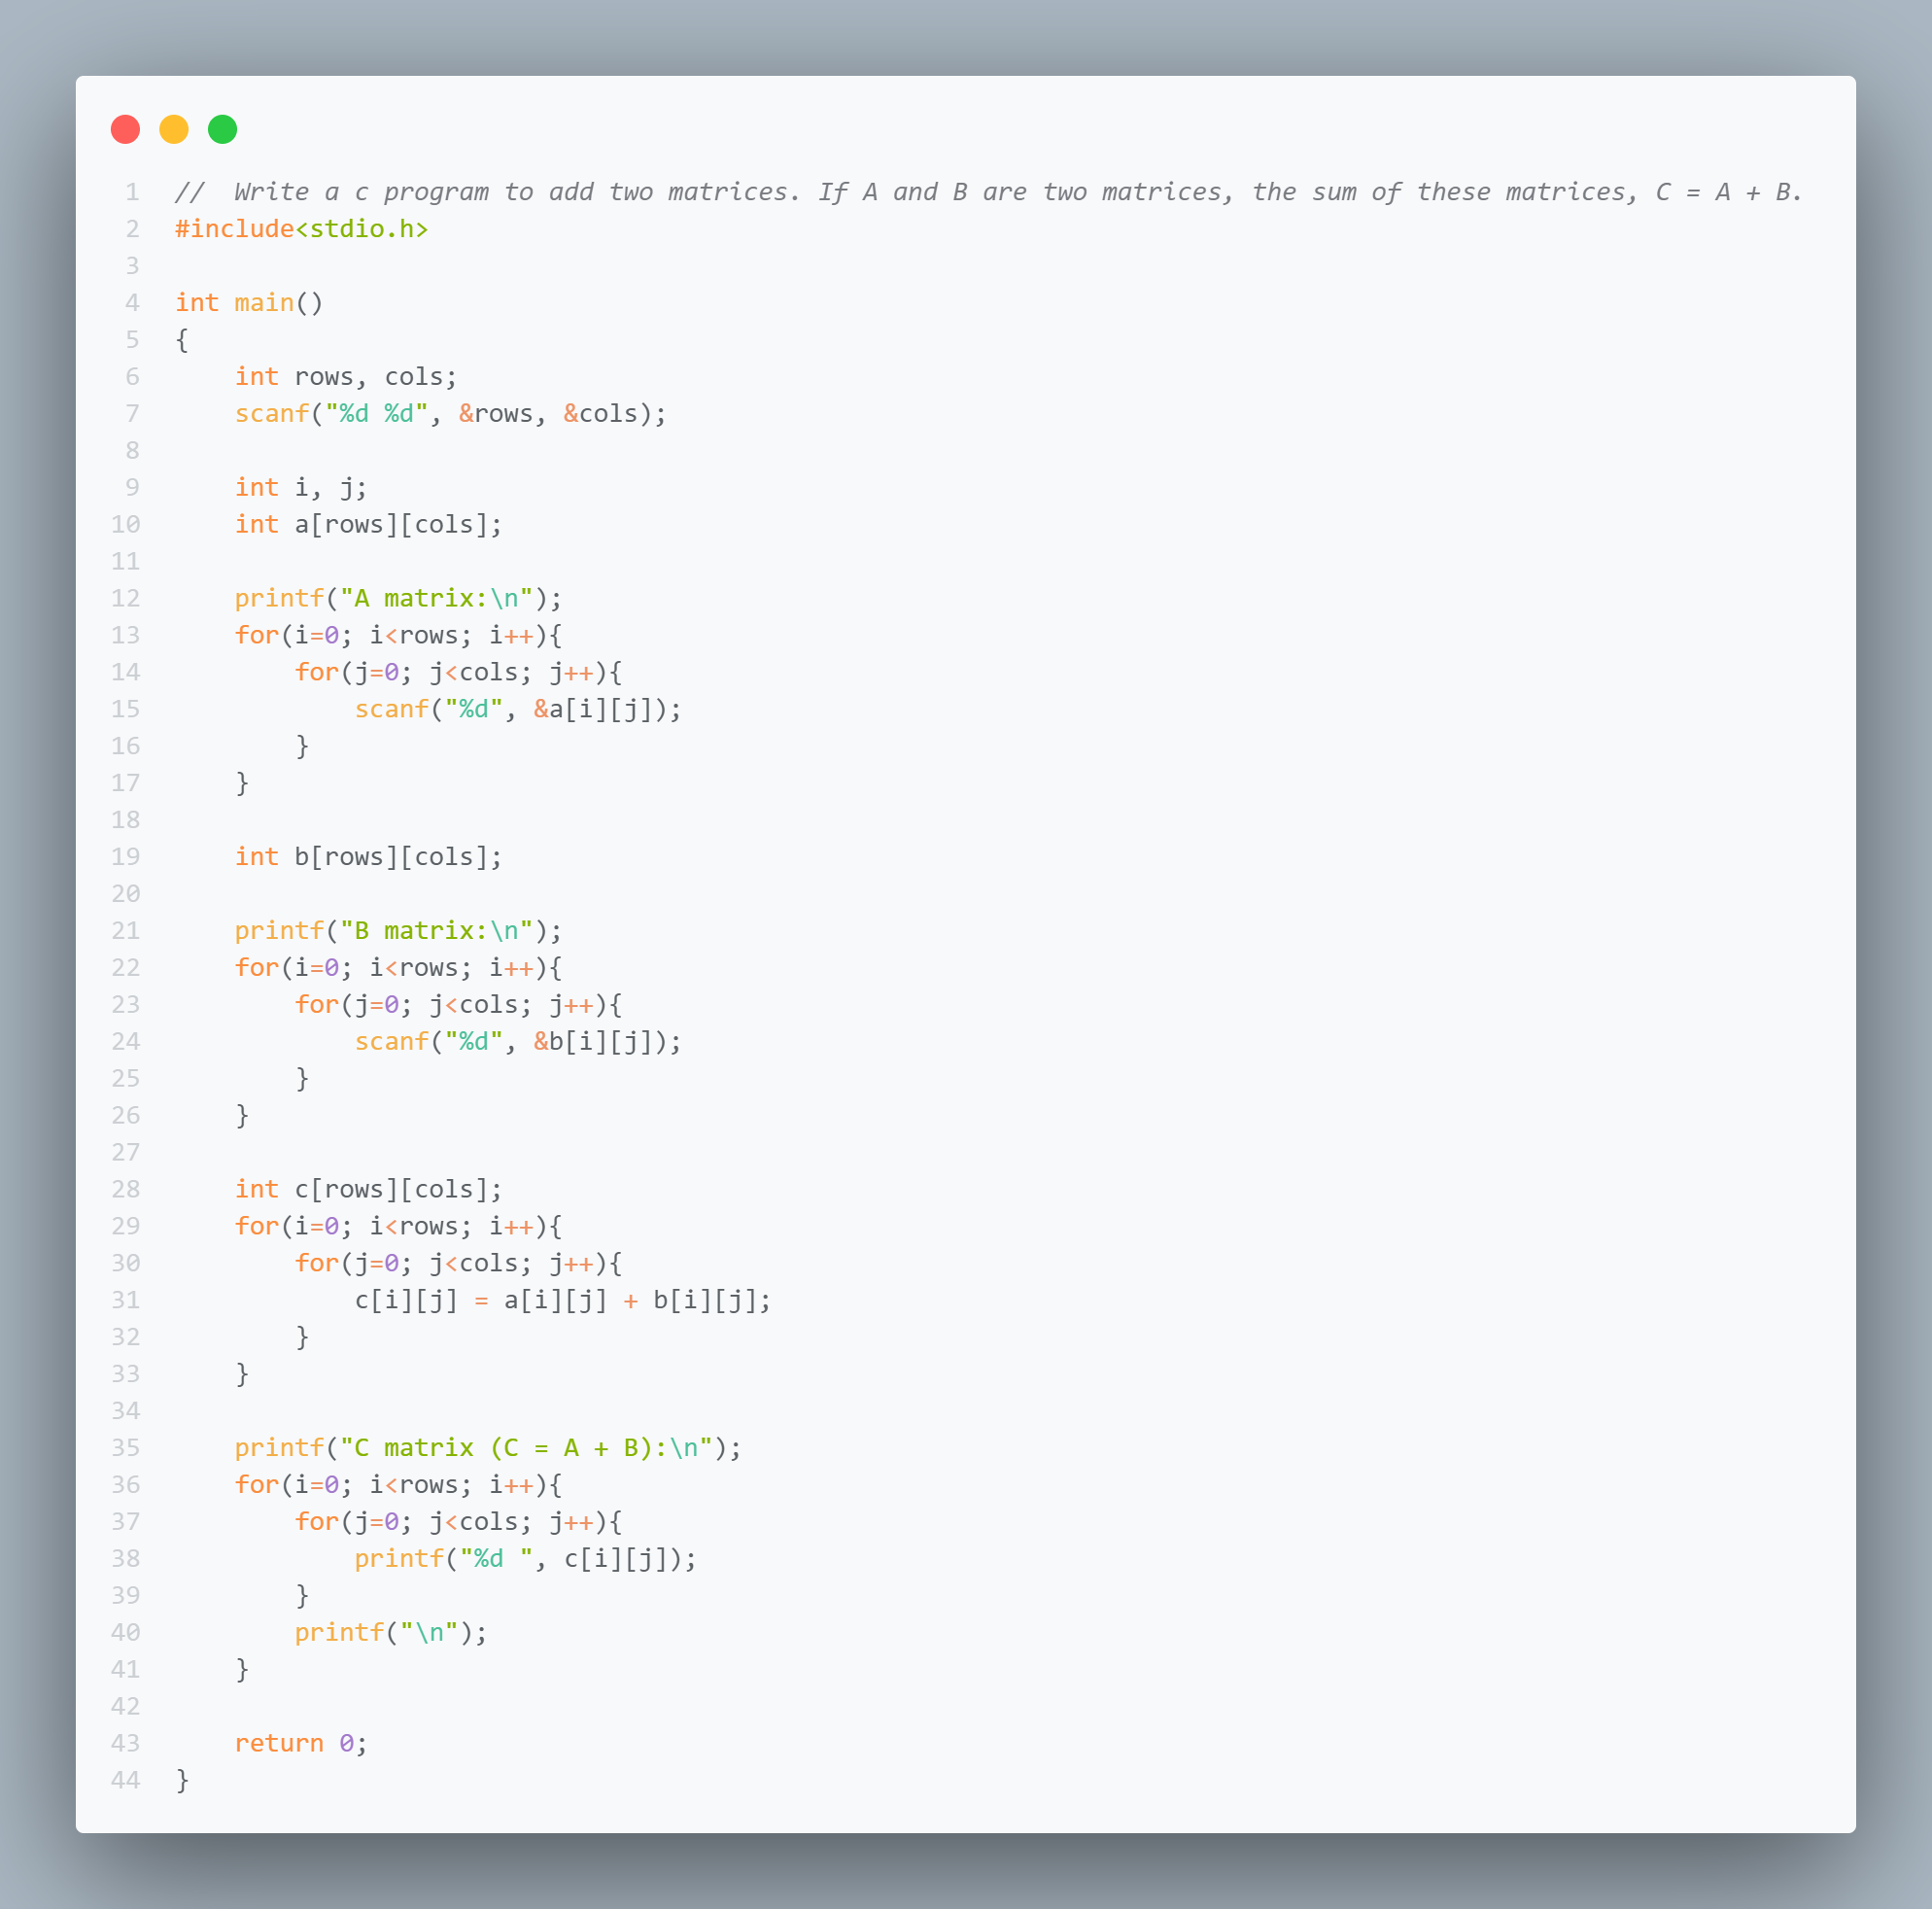 1 //  Write a c program to add two matrices. If A and B are two matrices, the sum of these matrices, C = A + B.
2 #include<stdio.h>
3
4 int main()
5 {
6     int rows, cols;
7     scanf("%d %d", &rows, &cols);
8
9     int i, j;
10     int a[rows][cols];
11
12     printf("A matrix:\n");
13     for(i=0; i<rows; i++){
14         for(j=0; j<cols; j++){
15             scanf("%d", &a[i][j]);
16         }
17     }
18
19     int b[rows][cols];
20
21     printf("B matrix:\n");
22     for(i=0; i<rows; i++){
23         for(j=0; j<cols; j++){
24             scanf("%d", &b[i][j]);
25         }
26     }
27
28     int c[rows][cols];
29     for(i=0; i<rows; i++){
30         for(j=0; j<cols; j++){
31             c[i][j] = a[i][j] + b[i][j];
32         }
33     }
34
35     printf("C matrix (C = A + B):\n");
36     for(i=0; i<rows; i++){
37         for(j=0; j<cols; j++){
38             printf("%d ", c[i][j]);
39         }
40         printf("\n");
41     }
42
43     return 0;
44 }